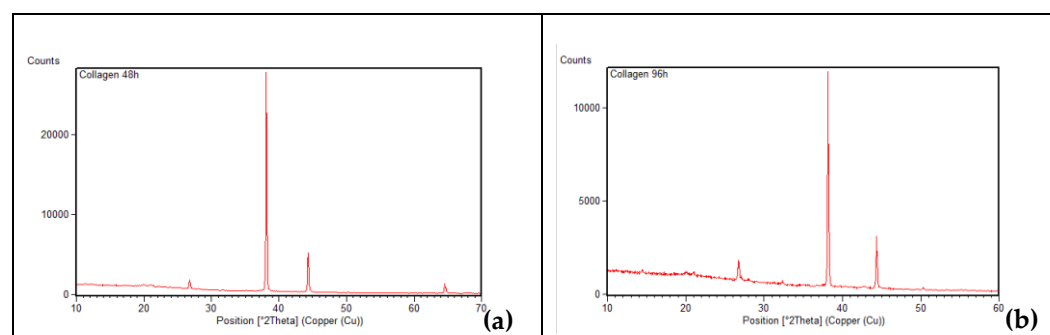 Counts
Collagen 48h
20000
10000
0
10 20 30 40 50 60 70
Position [°2Theta] (Copper (Cu))
(a)
Counts
Collagen 96h
10000
5000
0
10 20 30 40 50 60
Position [°2Theta] (Copper (Cu))
(b)